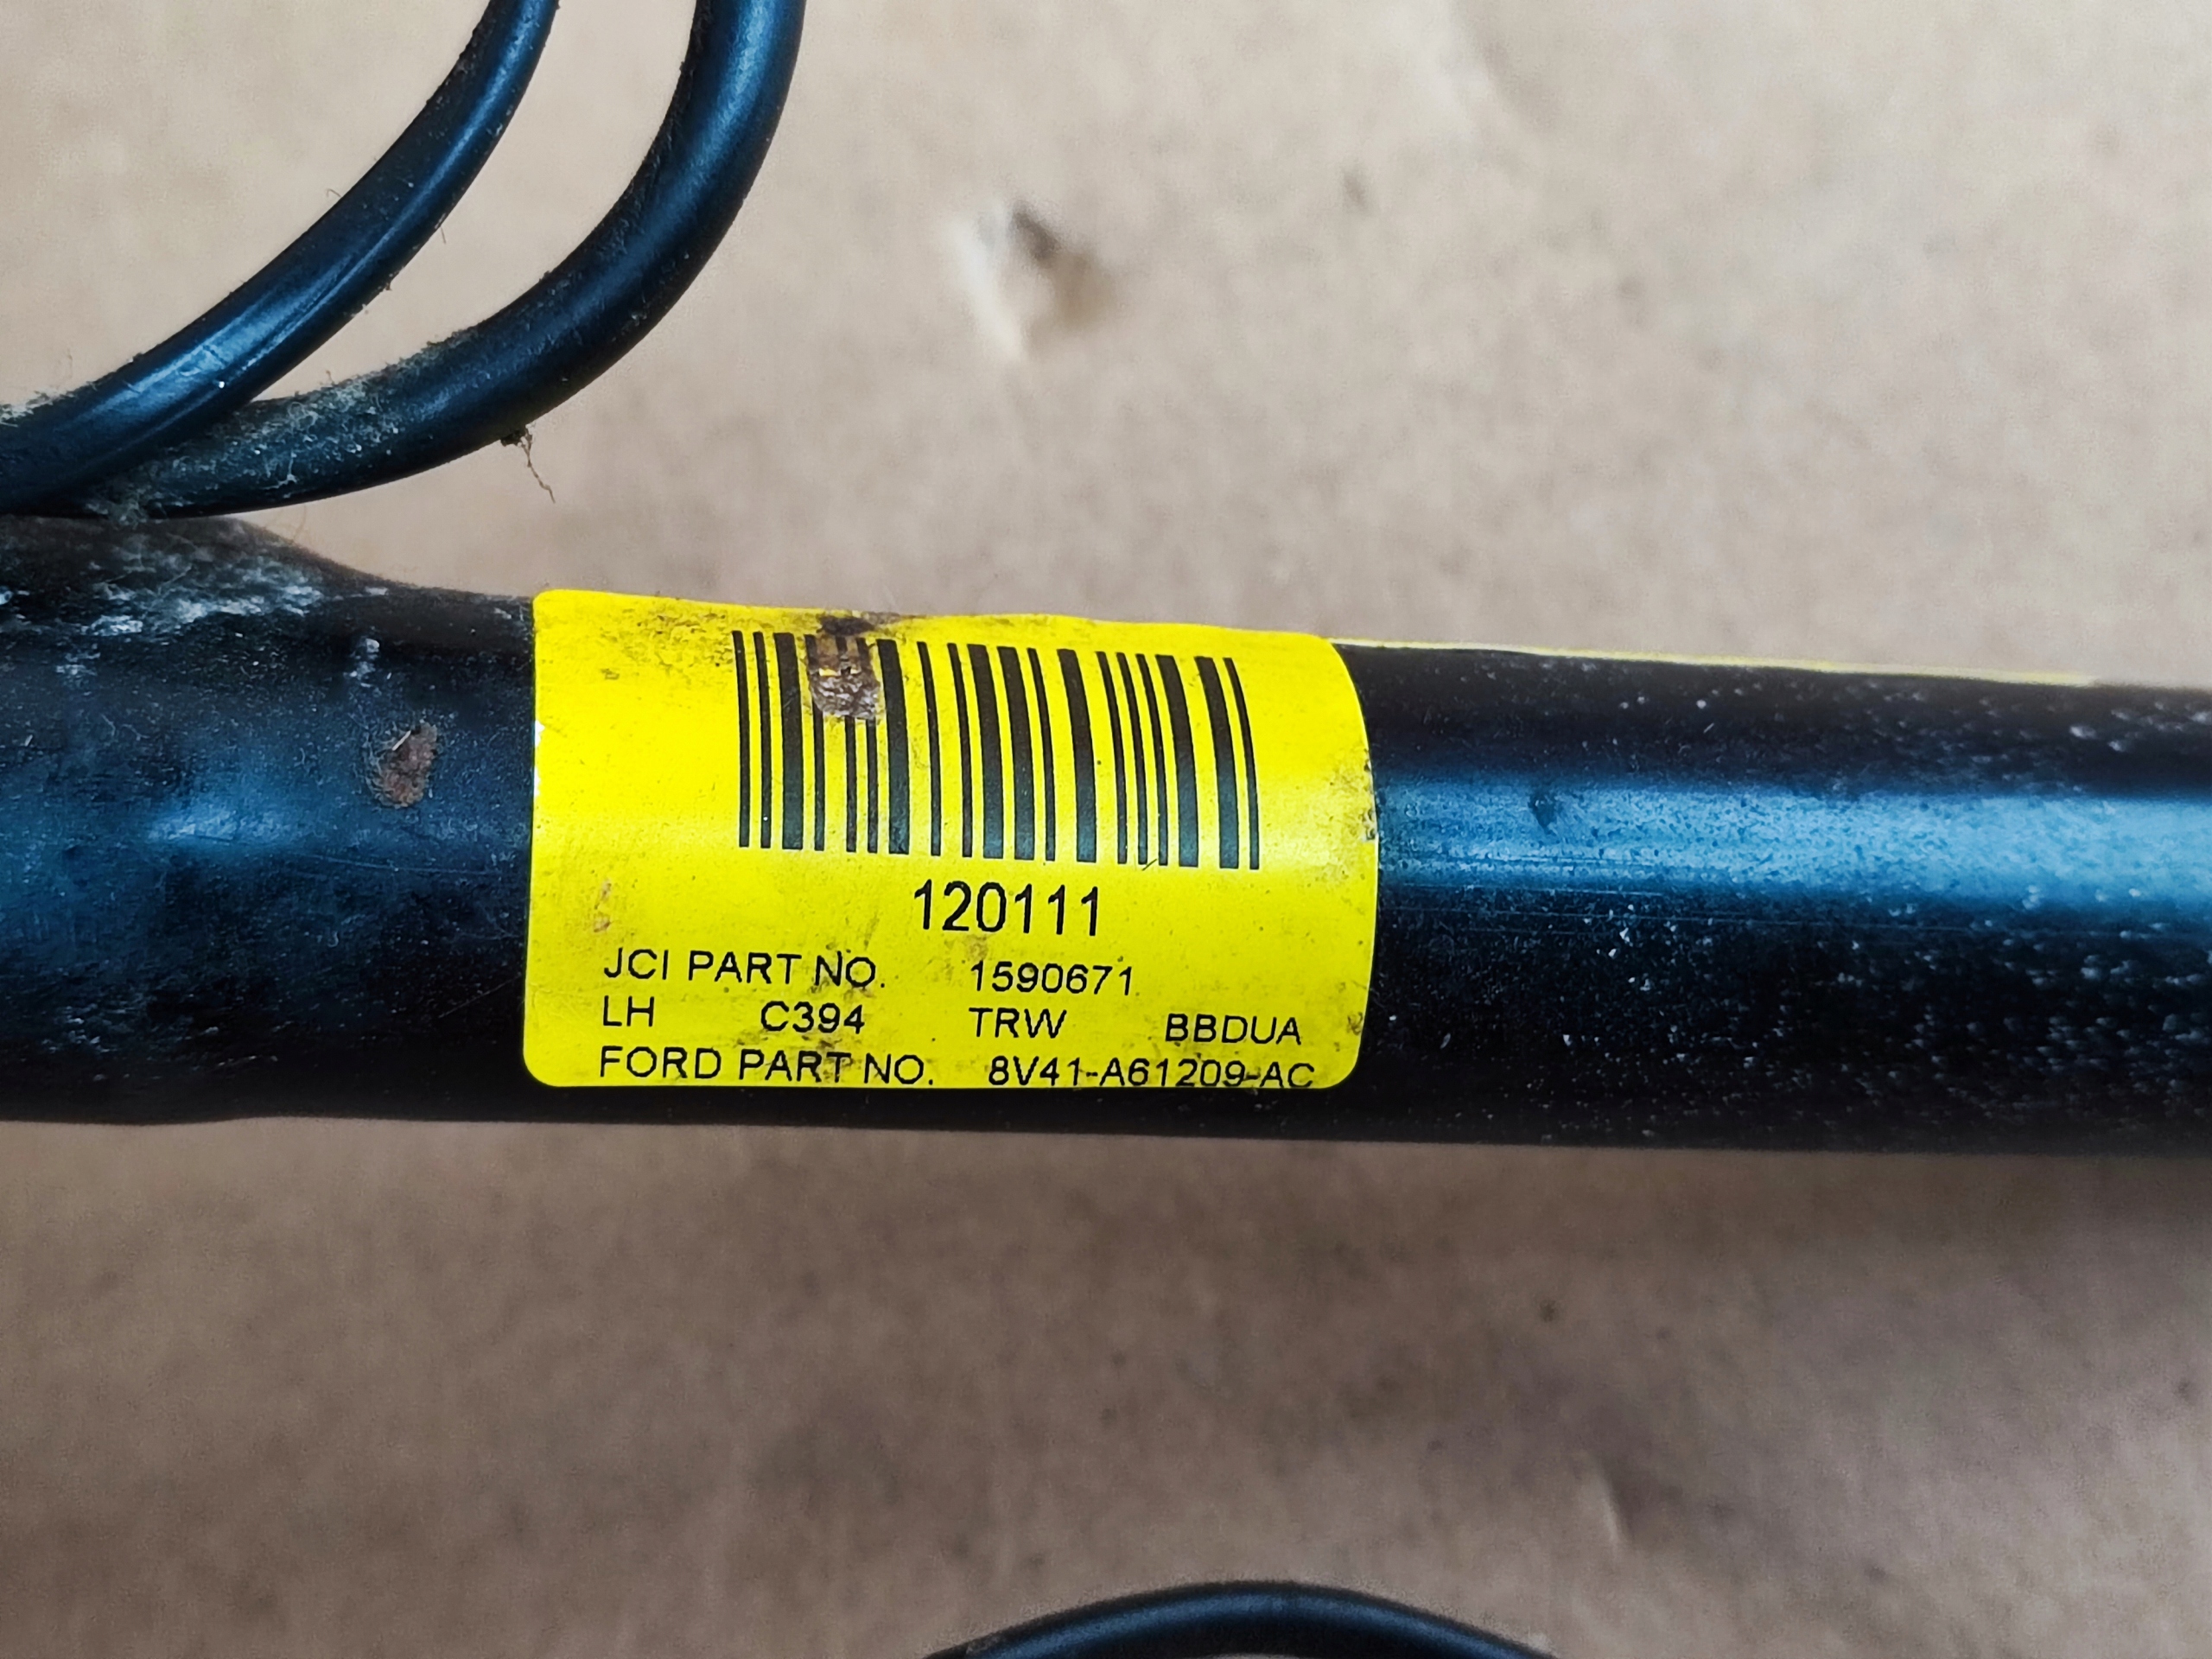 120111
JCI PART NO. 1590671
LH C394 TRW BBDUA
FORD PART NO. 8V41-A61209-AC